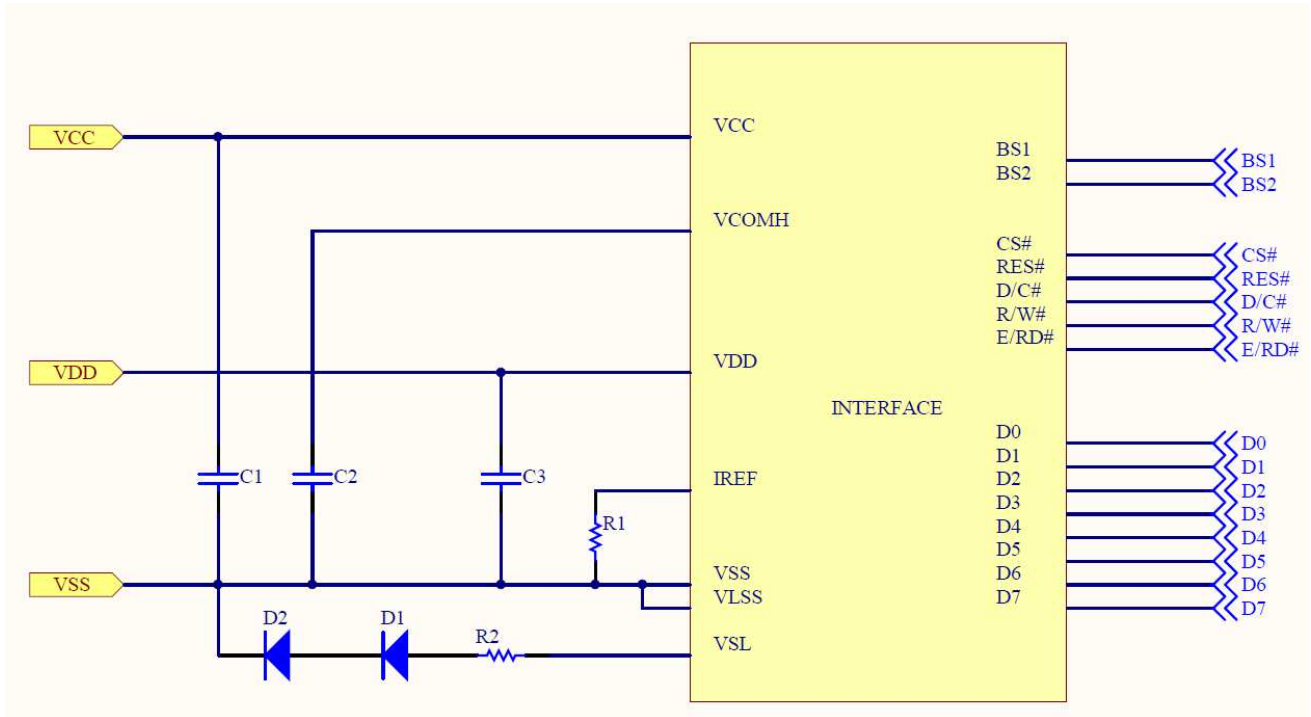 VCC
VCC
BS1
BS1
BS2
BS2
VCOMH
CS#
CS#
RES#
RES#
D/C#
D/C#
R/W#
R/W#
E/RD#
E/RD#
VDD
VDD
INTERFACE
D0
D0
D1
D1
C1
C2
C3
IREF
D2
D2
D3
D3
R1
D4
D4
D5
D5
VSS
VSS
D6
D6
VLSS
D7
D7
D2
D1
R2
VSL